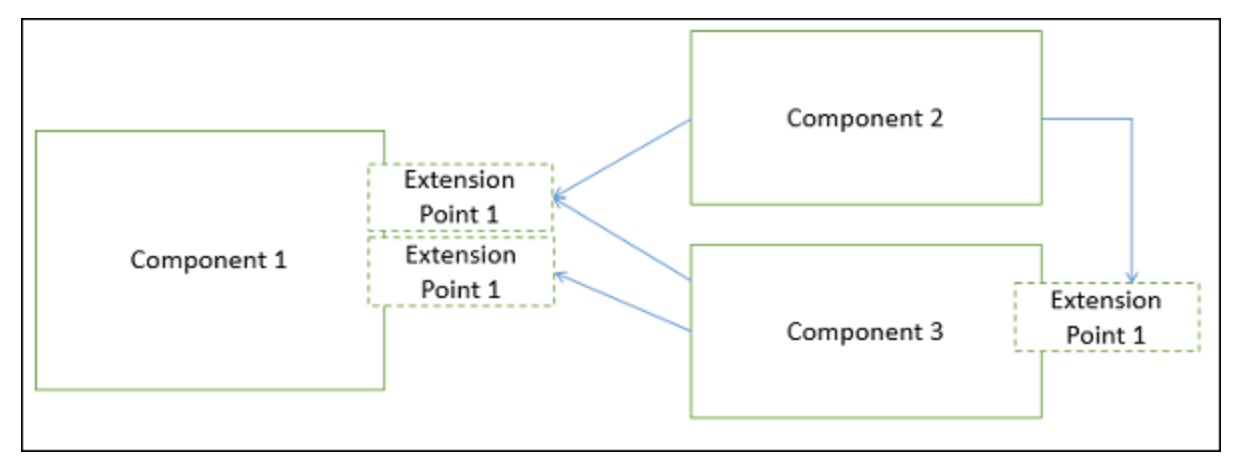 Component 2
Extension
Point 1
Component 1
Extension
Point 1
Component 3
Extension
Point 1